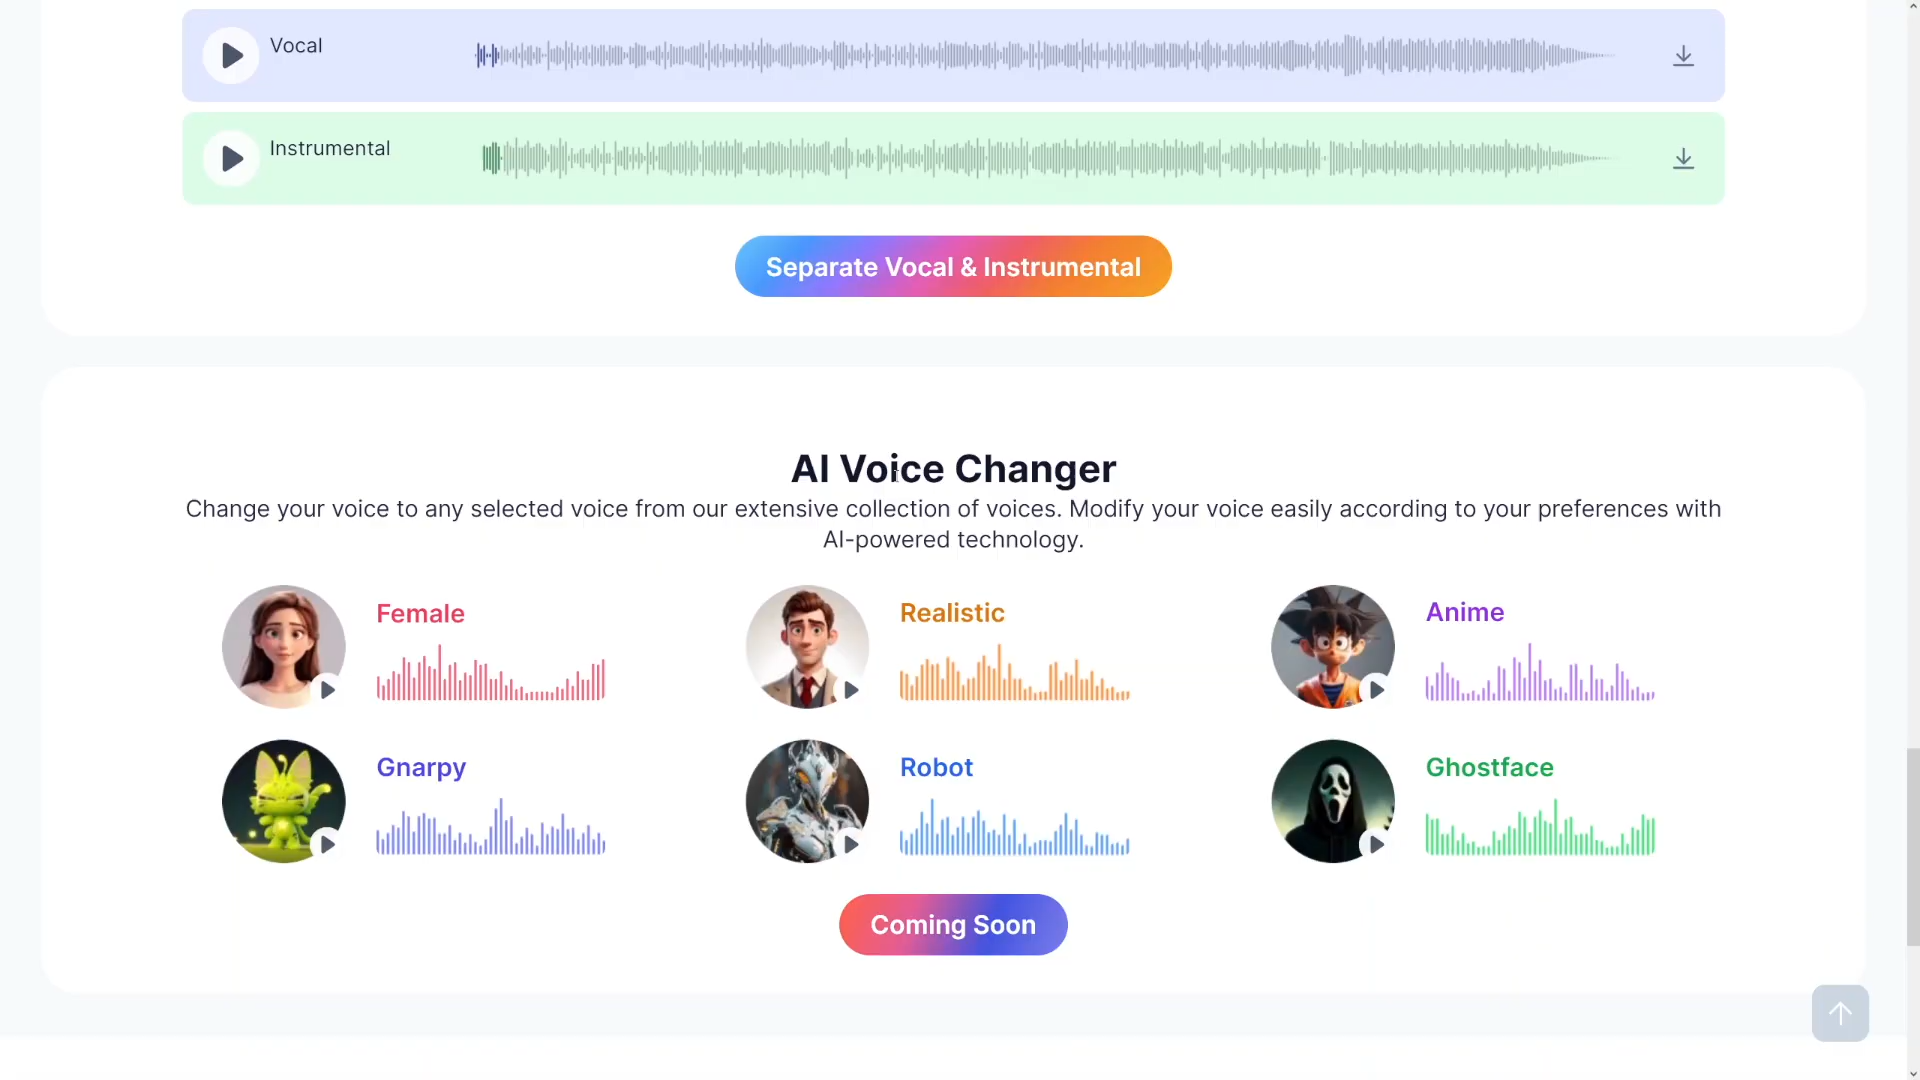 Vocal
Instrumental
Separate Vocal & Instrumental
AI Voice Changer
Change your voice to any selected voice from our extensive collection of voices. Modify your voice easily according to your preferences with
AI-powered technology.
Female
Realistic
Anime
Gnarpy
Robot
Ghostface
Coming Soon